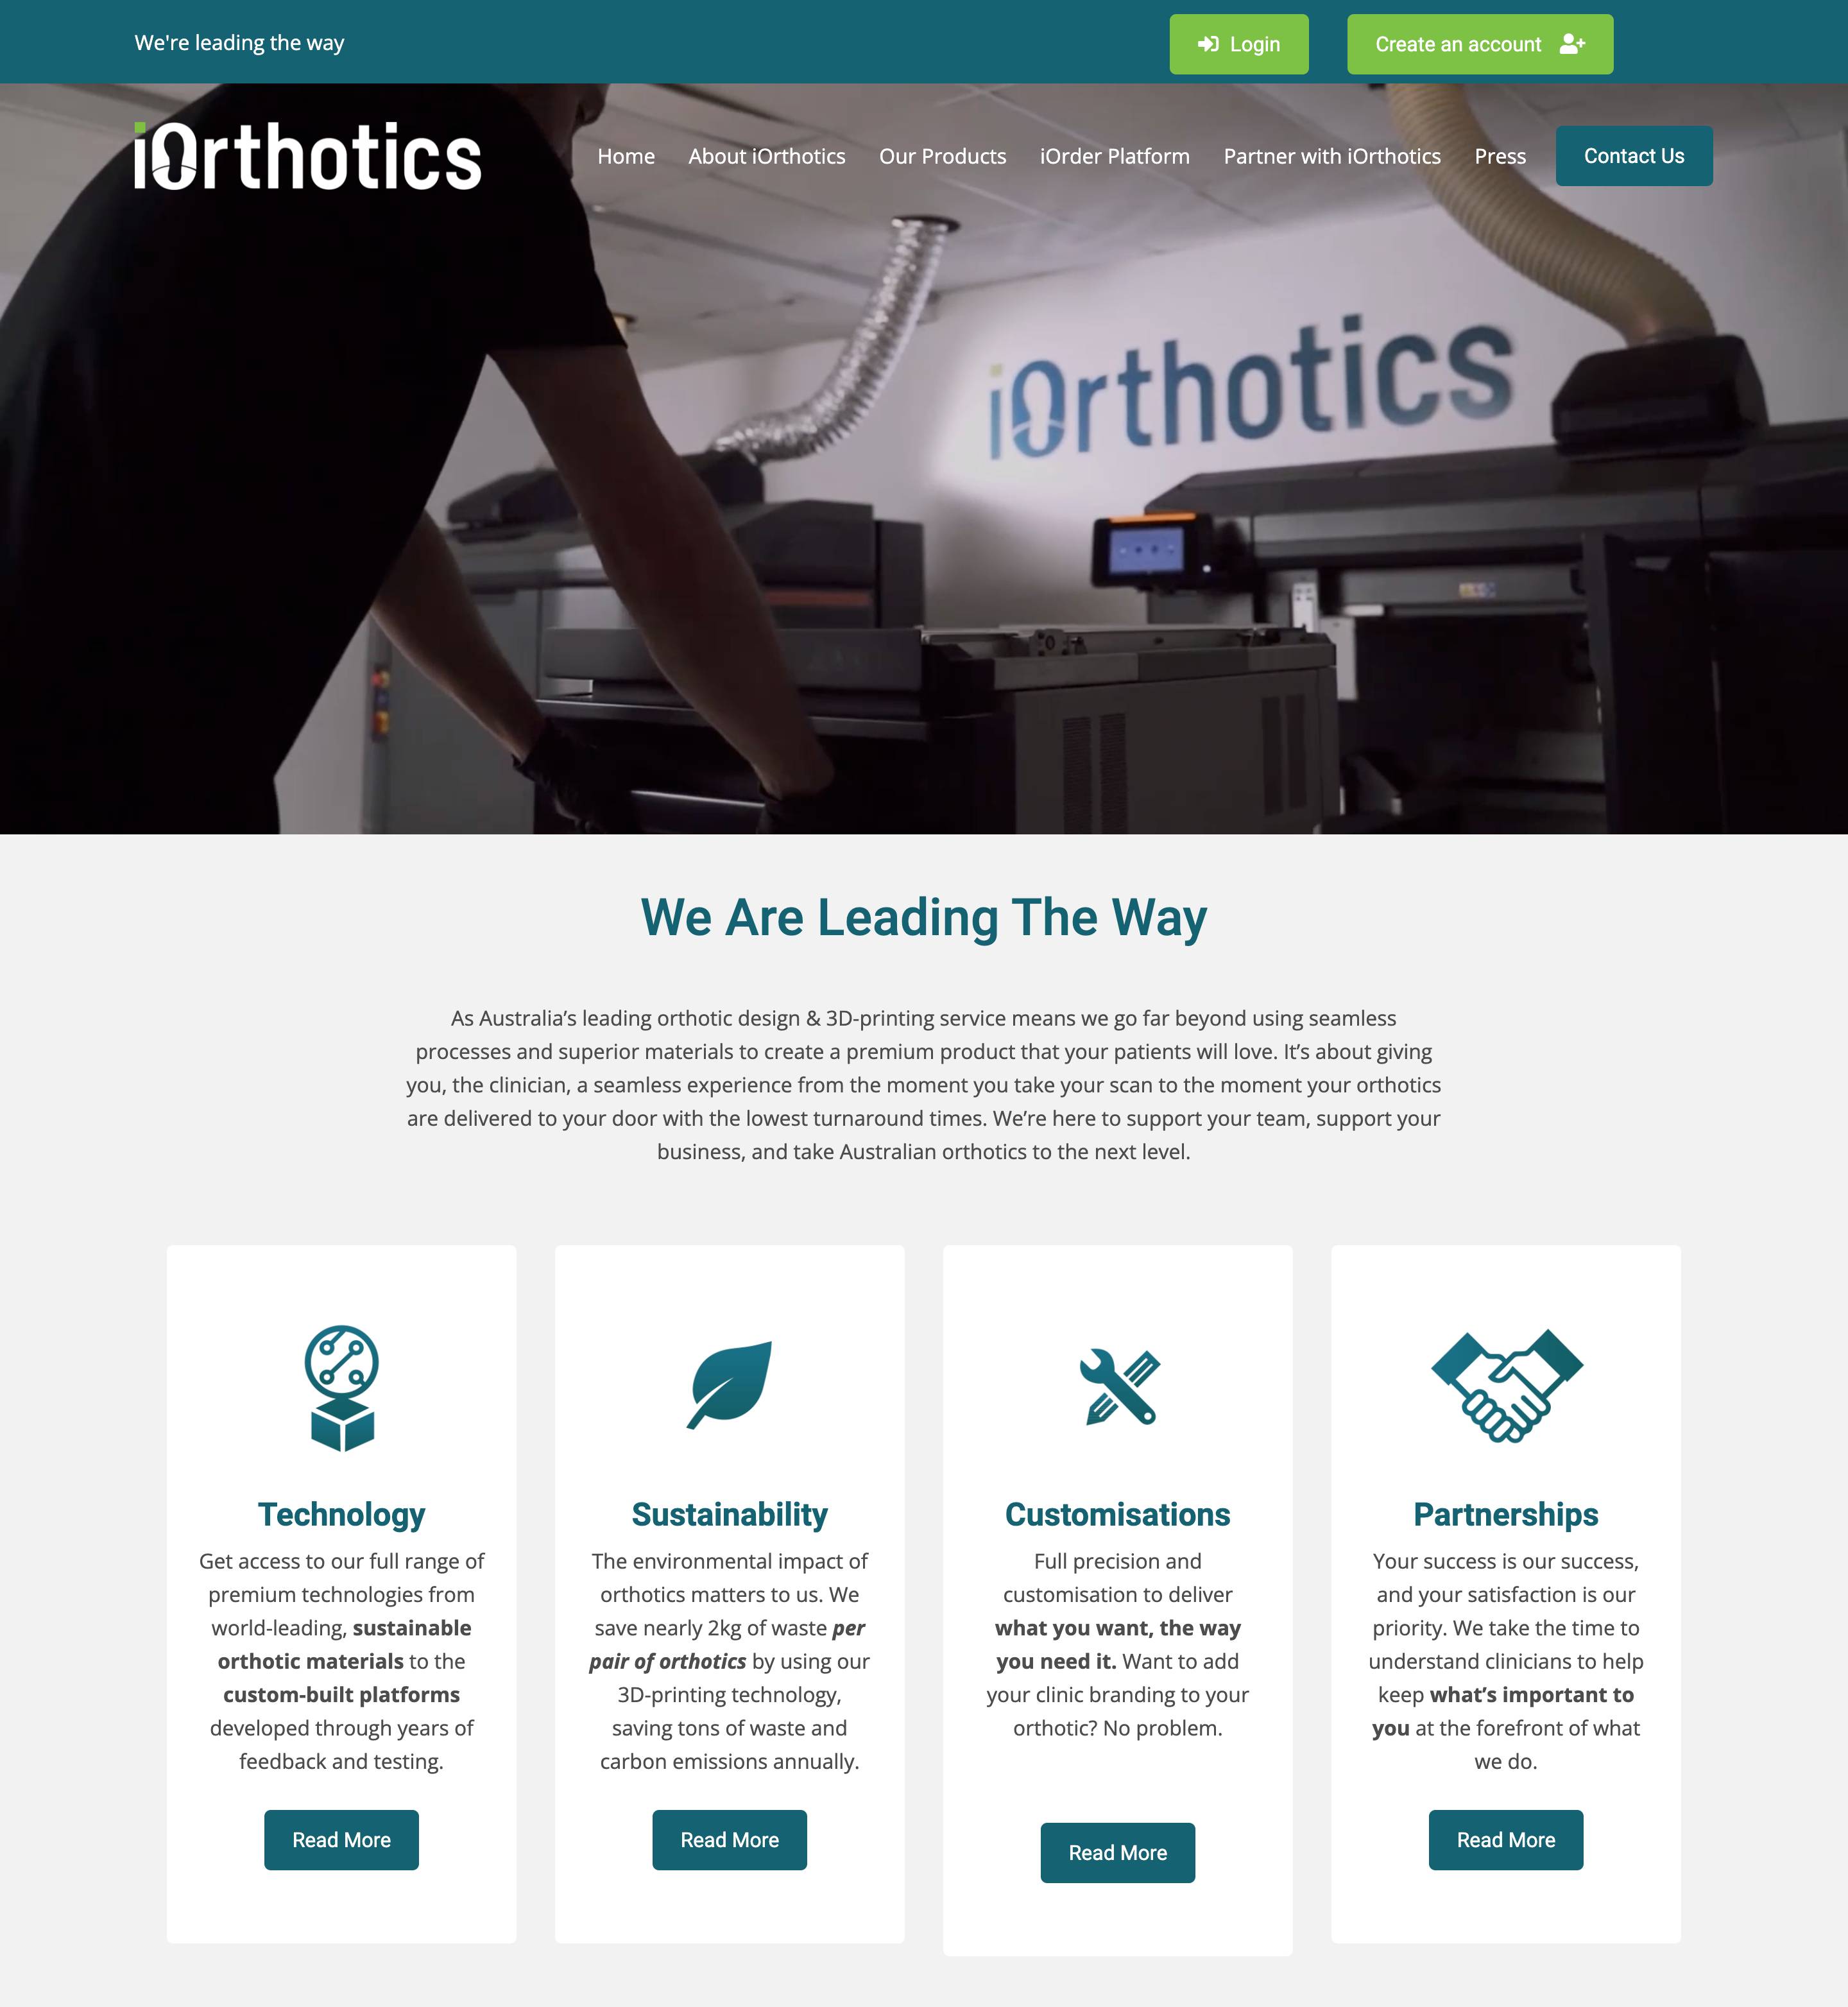 We're leading the way
Login
Create an account
iOrthotics
Home
About iOrthotics
Our Products
iOrder Platform
Partner with iOrthotics
Press
Contact Us
iOrthotics
We Are Leading The Way
As Australia’s leading orthotic design & 3D-printing service means we go far beyond using seamless
processes and superior materials to create a premium product that your patients will love. It’s about giving
you, the clinician, a seamless experience from the moment you take your scan to the moment your orthotics
are delivered to your door with the lowest turnaround times. We’re here to support your team, support your
business, and take Australian orthotics to the next level.
Technology
Get access to our full range of
premium technologies from
world-leading, sustainable
orthotic materials to the
custom-built platforms
developed through years of
feedback and testing.
Read More
Sustainability
The environmental impact of
orthotics matters to us. We
save nearly 2kg of waste per
pair of orthotics by using our
3D-printing technology,
saving tons of waste and
carbon emissions annually.
Read More
Customisations
Full precision and
customisation to deliver
what you want, the way
you need it. Want to add
your clinic branding to your
orthotic? No problem.
Read More
Partnerships
Your success is our success,
and your satisfaction is our
priority. We take the time to
understand clinicians to help
keep what’s important to
you at the forefront of what
we do.
Read More